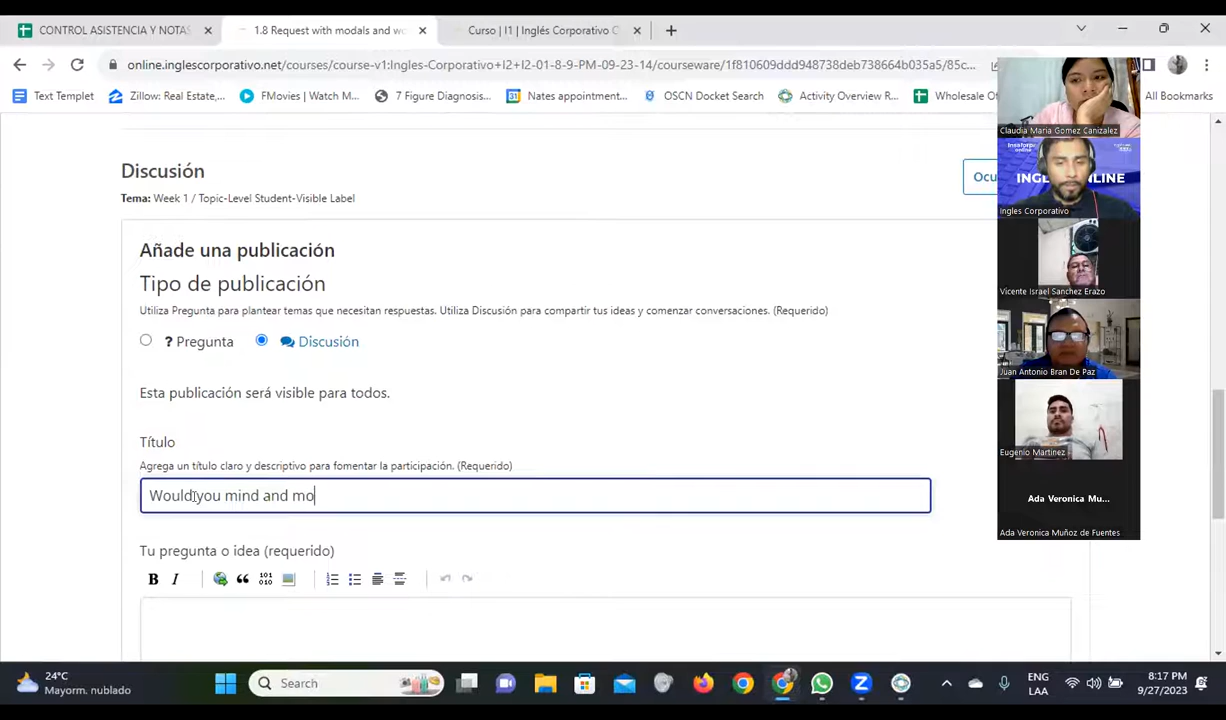 CONTROL ASISTENCIA Y NOTAS
1.8 Request with modals and wo
Curso | I1 | Inglés Corporativo
online.inglescorporativo.net/courses/course-v1:Ingles-Corporativo+I2+I2-01-8-9-PM-09-23-14/courseware/1f810609ddd948738deb738664b035a5/85c...
Text Templet
Zillow: Real Estate,...
FMovies | Watch M...
7 Figure Diagnosis...
Nates appointment...
OSCN Docket Search
Activity Overview R...
Wholesale Of
All Bookmarks
Claudia Maria Gomez Canizalez
INGL
NLINE
Ingles Corporativo
Vicente Israel Sanchez Erazo
Juan Antonio Bran De Paz
Eugenio Martinez
Ada Veronica Mu...
Ada Veronica Muñoz de Fuentes
Discusión
Tema: Week 1 / Topic-Level Student-Visible Label
Ocu
Añade una publicación
Tipo de publicación
Utiliza Pregunta para plantear temas que necesitan respuestas. Utiliza Discusión para compartir tus ideas y comenzar conversaciones. (Requerido)
? Pregunta
Discusión
Esta publicación será visible para todos.
Título
Agrega un título claro y descriptivo para fomentar la participación. (Requerido)
Would you mind and mo
Tu pregunta o idea (requerido)
B I
24°C
Mayorm. nublado
Search
ENG
LAA
8:17 PM
9/27/2023